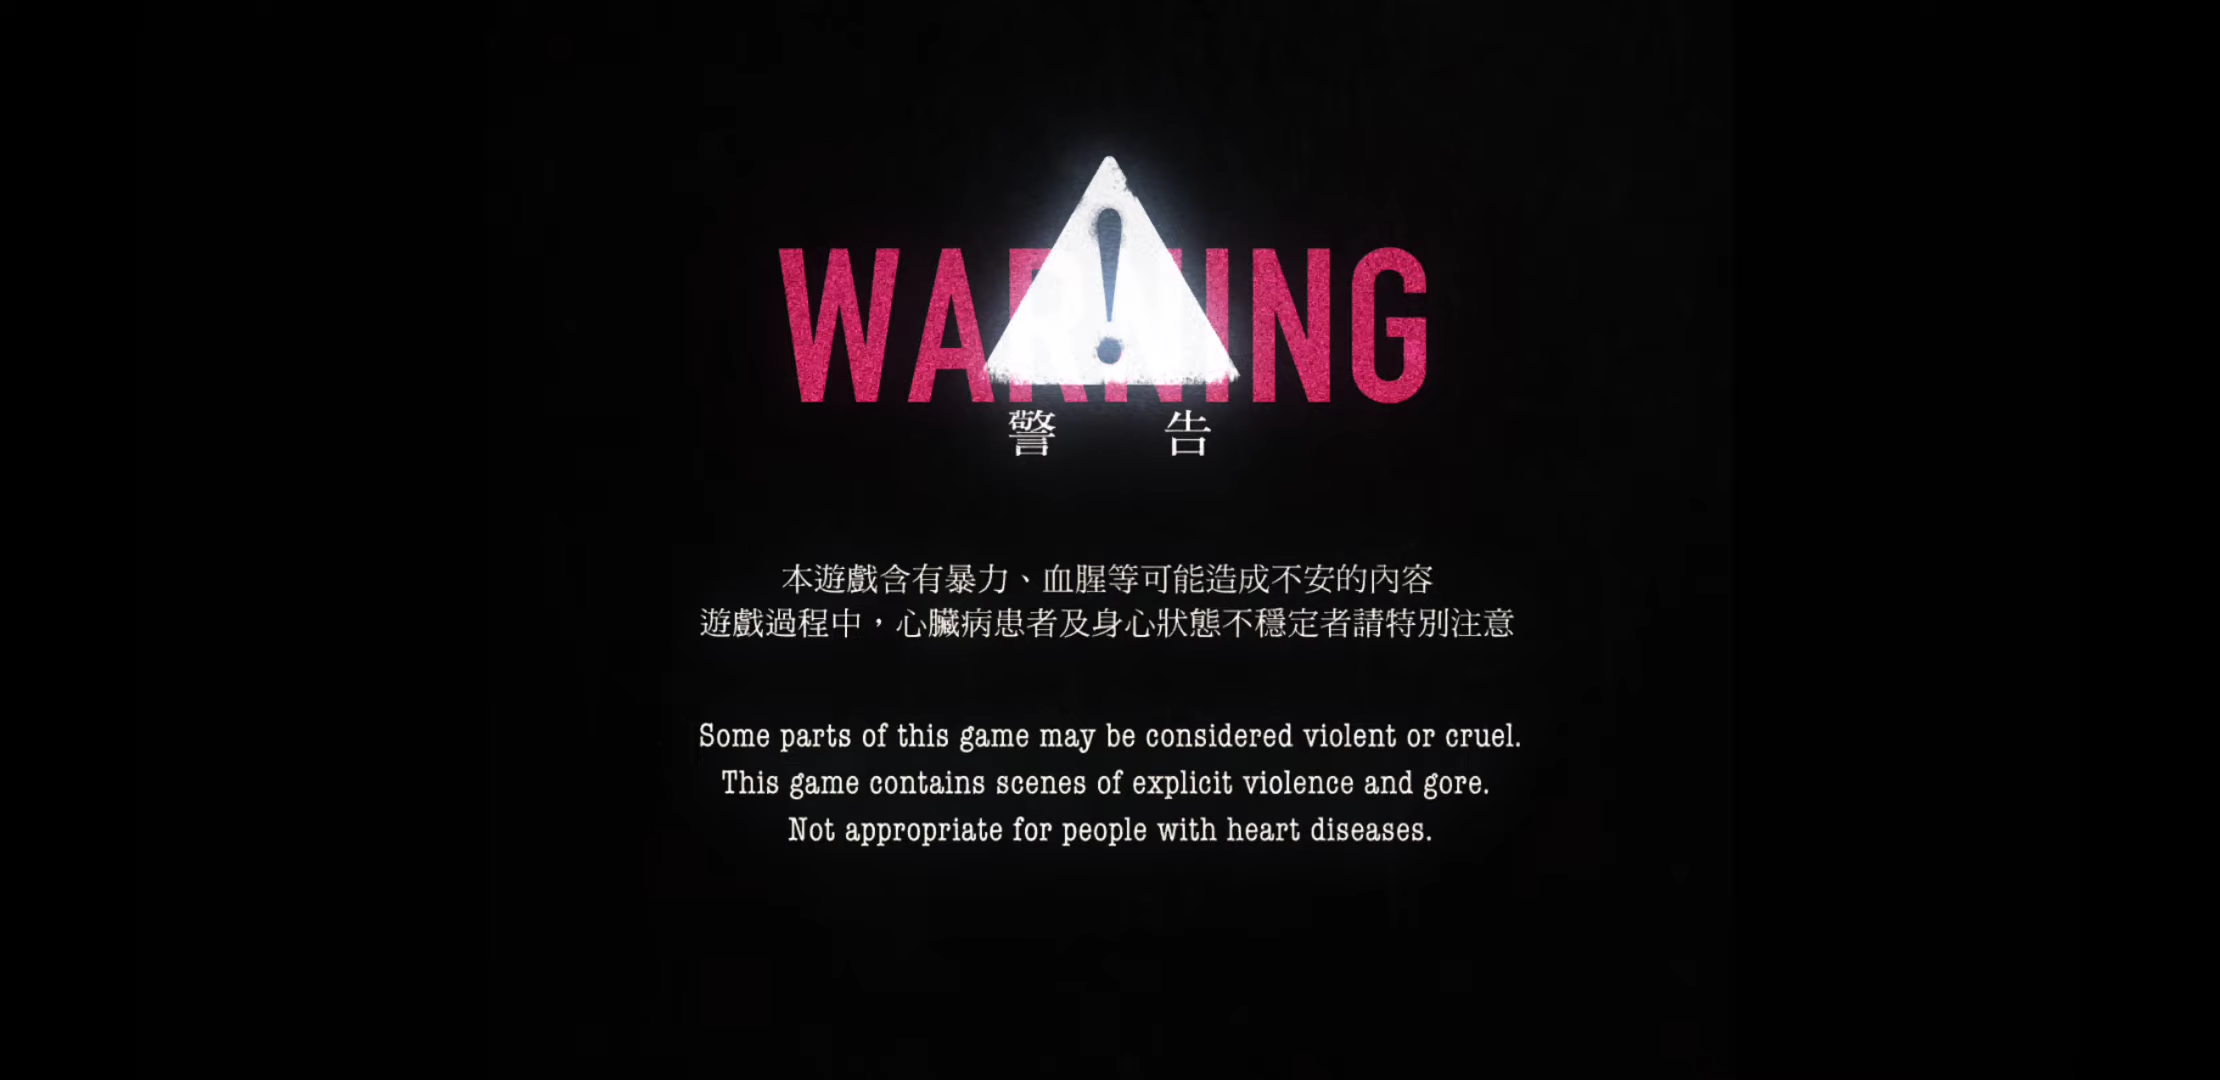 WARNING
警告
本遊戲含有暴力、血腥等可能造成不安的內容
遊戲過程中，心臟病患者及身心狀態不穩定者請特別注意
Some parts of this game may be considered violent or cruel.
This game contains scenes of explicit violence and gore.
Not appropriate for people with heart diseases.